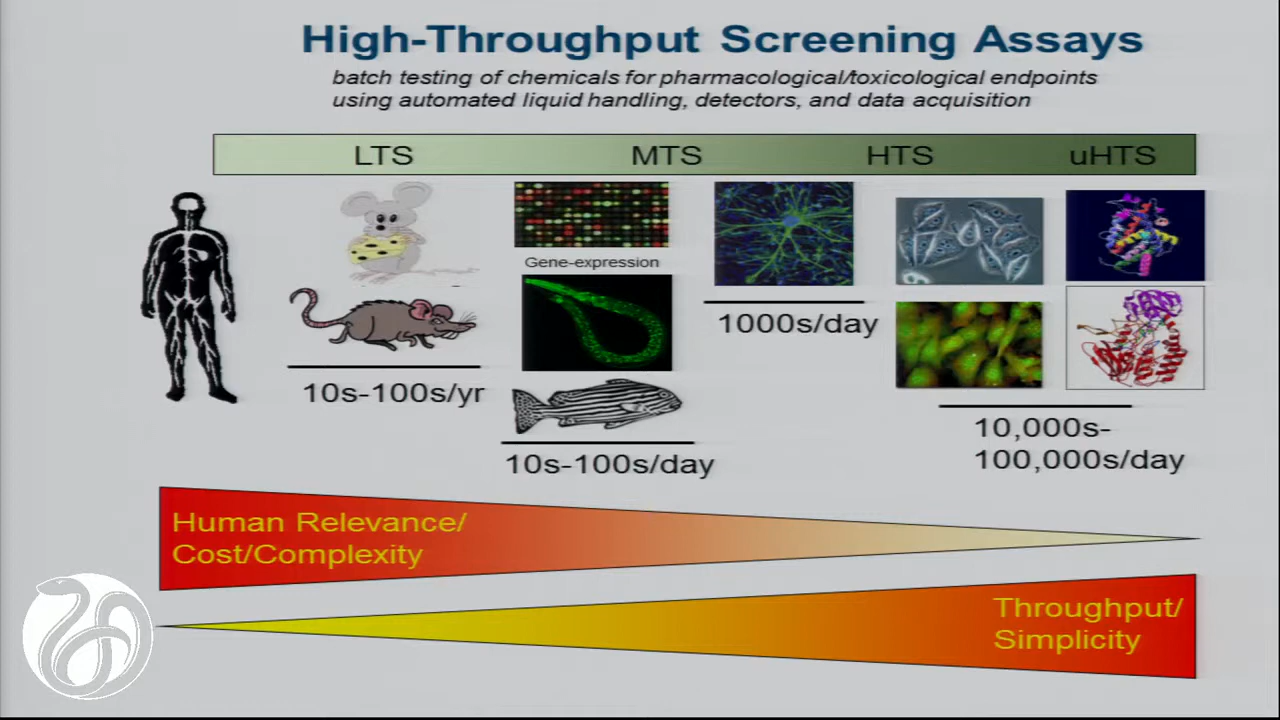 High-Throughput Screening Assays
batch testing of chemicals for pharmacological/toxicological endpoints
using automated liquid handling, detectors, and data acquisition
LTS MTS HTS uHTS
Gene-expression
1000s/day
10s-100s/yr
10,000s-
100,000s/day
10s-100s/day
Human Relevance/
Cost/Complexity
Throughput/
Simplicity